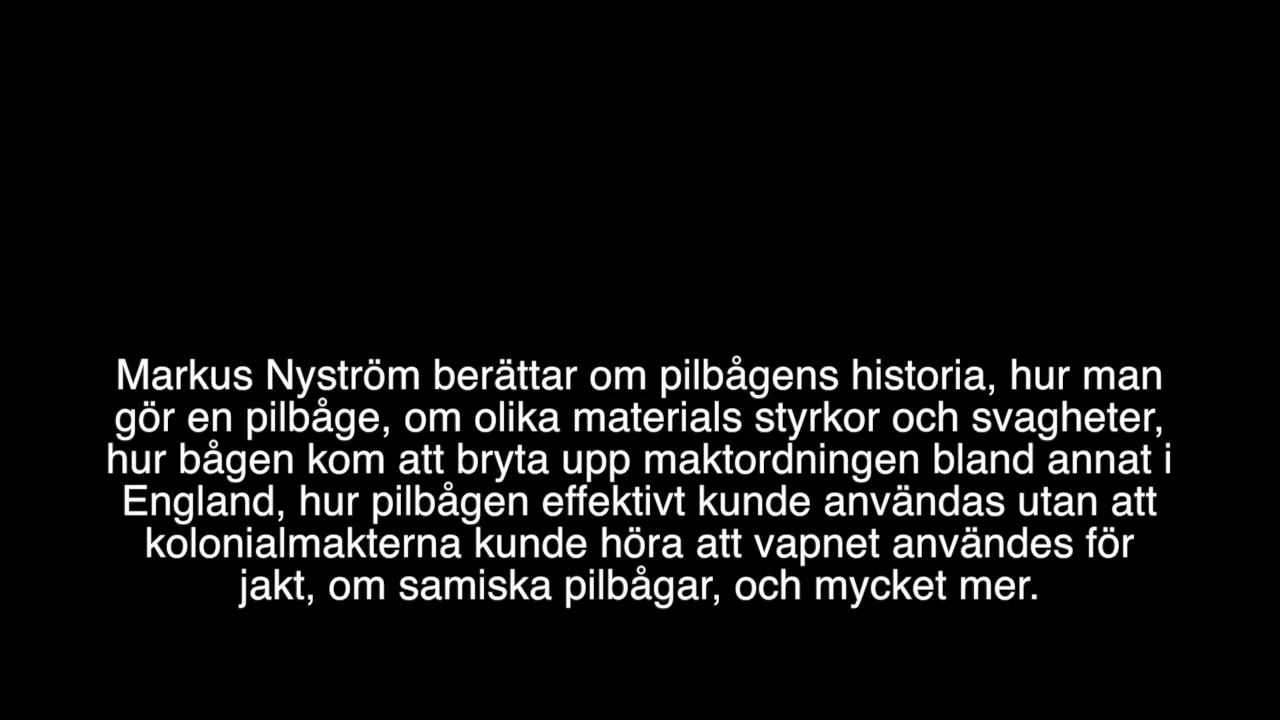 Markus Nyström berättar om pilbågens historia, hur man
gör en pilbåge, om olika materials styrkor och svagheter,
hur bågen kom att bryta upp maktordningen bland annat i
England, hur pilbågen effektivt kunde användas utan att
kolonialmakterna kunde höra att vapnet användes för
jakt, om samiska pilbågar, och mycket mer.